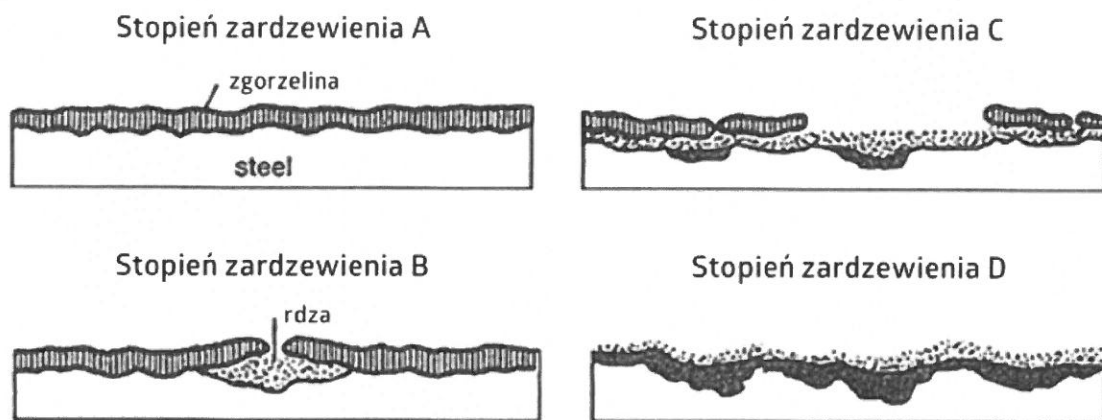 Stopień zardzewienia A
zgorzelina
steel
Stopień zardzewienia C
Stopień zardzewienia B
rdza
Stopień zardzewienia D